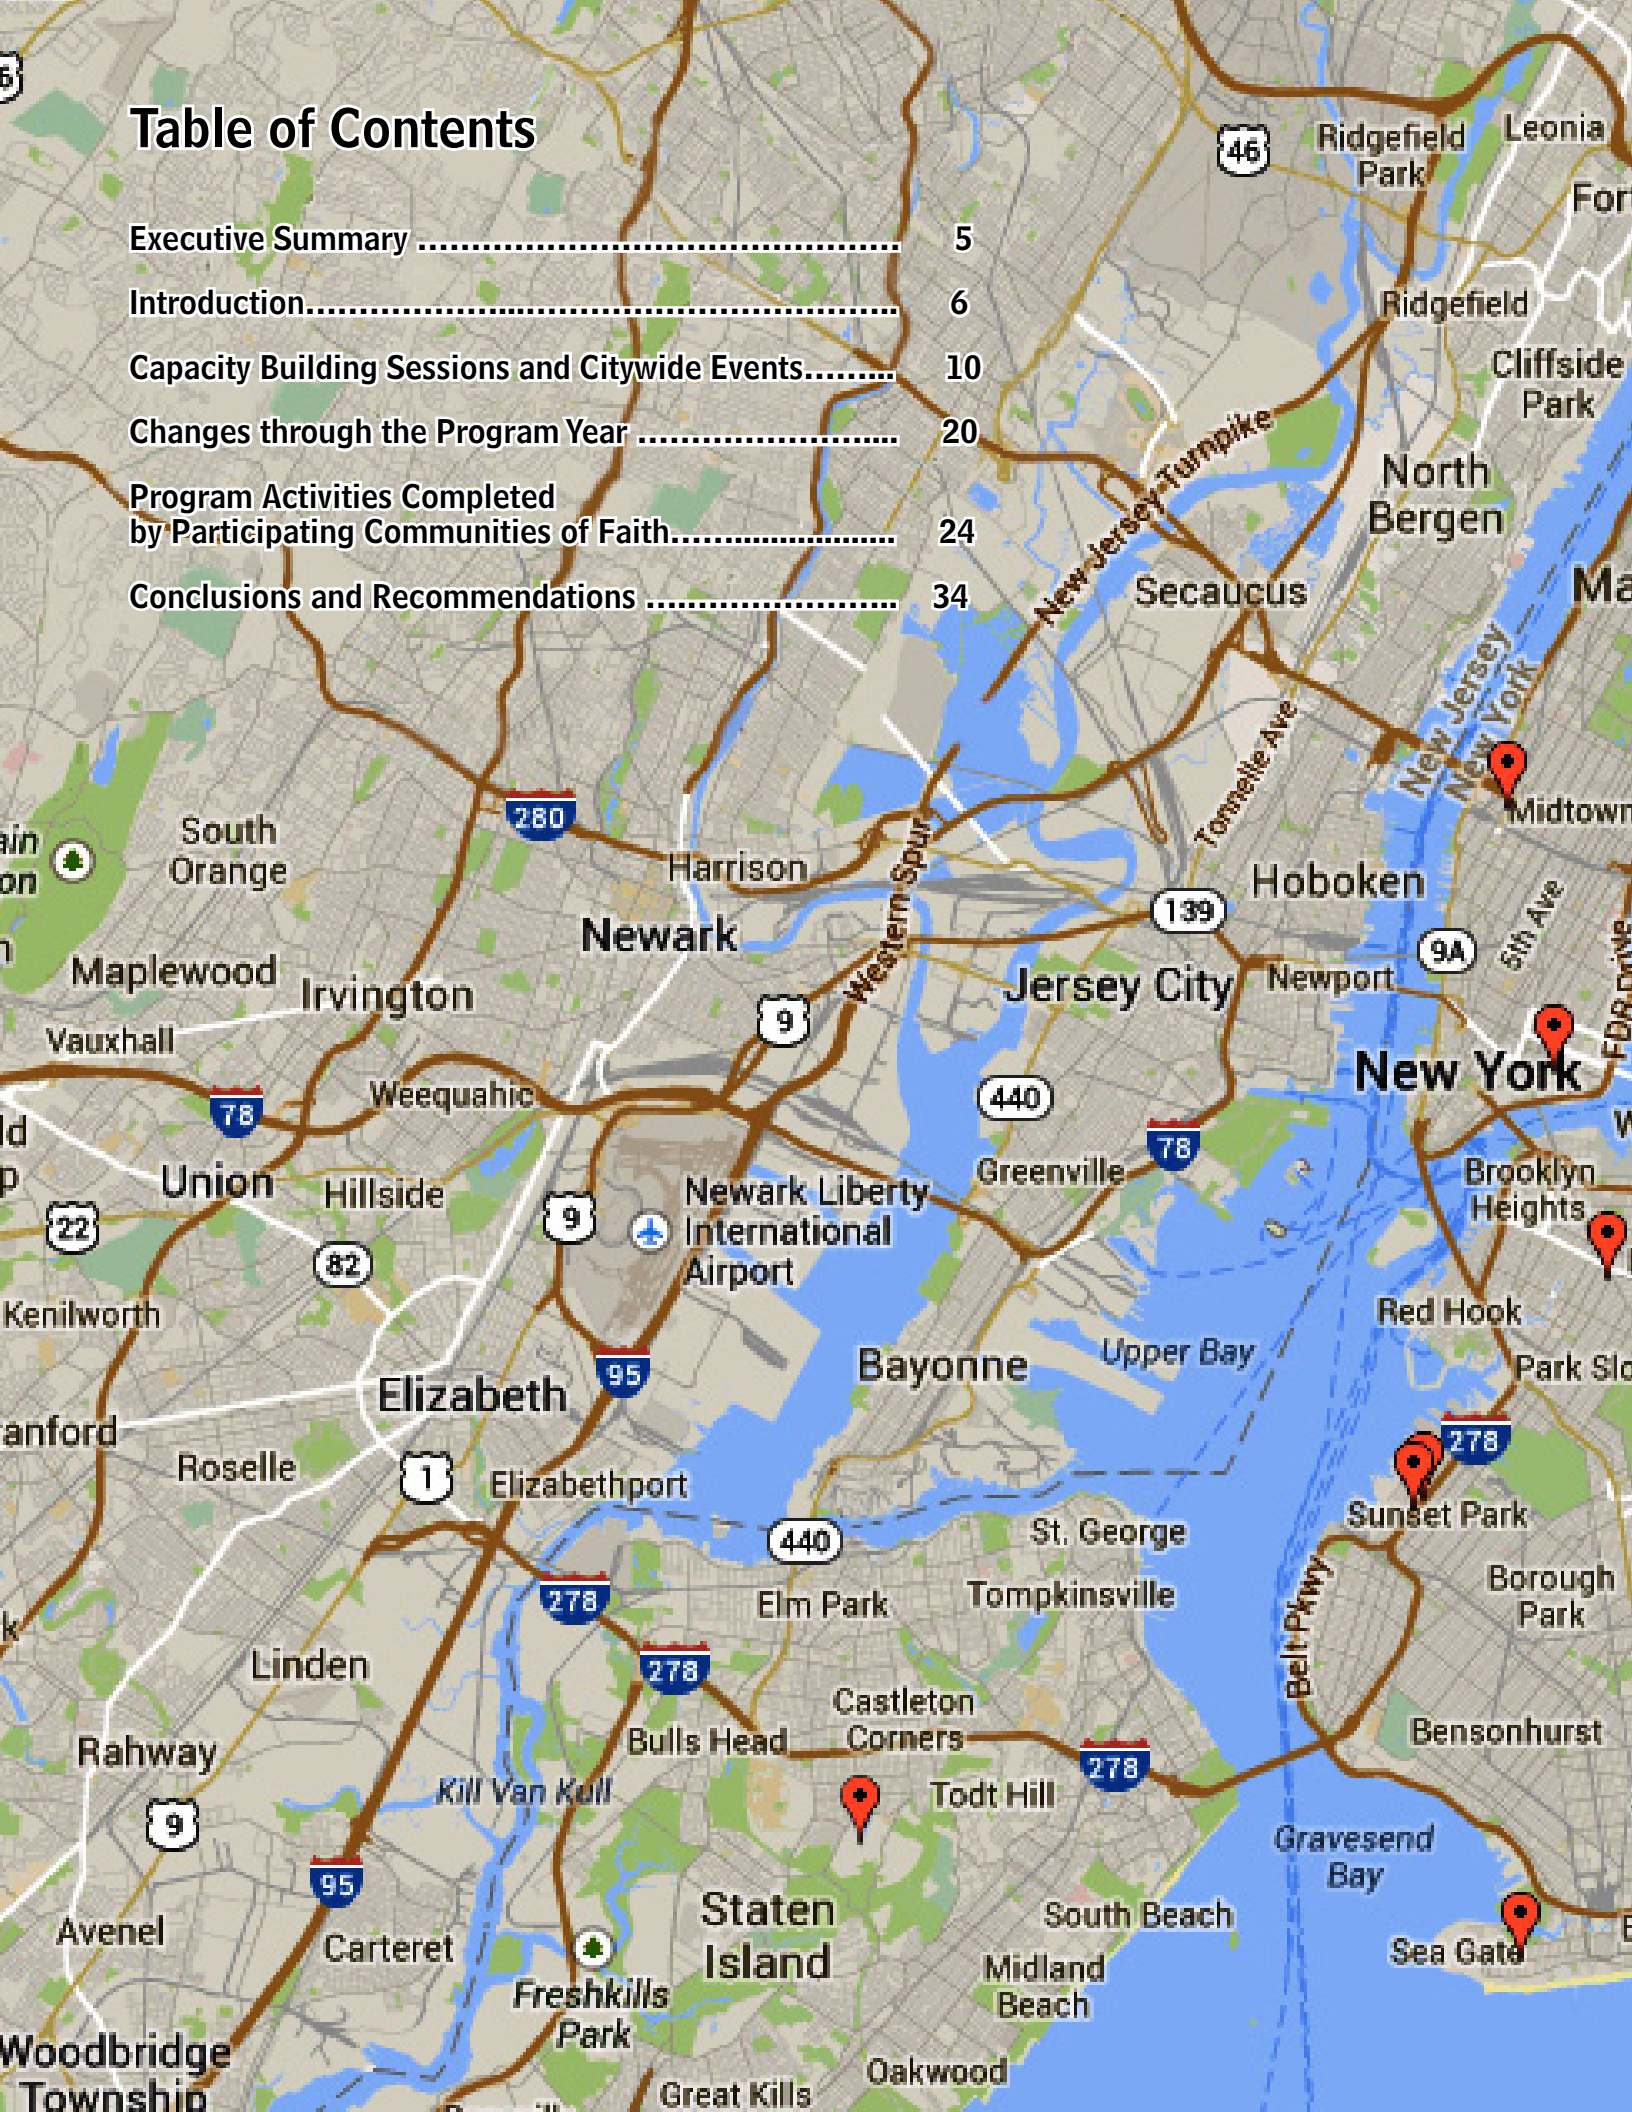 Table of Contents
Executive Summary ................................................ 5
Introduction................................................................ 6
Capacity Building Sessions and Citywide Events.......... 10
Changes through the Program Year ........................... 20
Program Activities Completed
by Participating Communities of Faith......................... 24
Conclusions and Recommendations .......................... 34
6
46
Ridgefield
Park
Leonia
Ridgefield
Cliffside
Park
New Jersey Turnpike
North
Bergen
Secaucus
New Jersey
New York
Tonnelle Ave
Midtown
280
South
Orange
Harrison
Western Spur
Hoboken
139
Newark
5th Ave
9A
FDR Drive
Maplewood
Irvington
Jersey City
Newport
Vauxhall
9
New York
Weequahic
440
78
78
Greenville
Union
Hillside
9
Newark Liberty
International
Airport
Brooklyn
Heights
22
82
Kenilworth
Red Hook
Upper Bay
Bayonne
95
Elizabeth
Park Slo
anford
278
Roselle
1
Elizabethport
Sunset Park
440
St. George
278
Elm Park
Tompkinsville
Belt Pkwy
Borough
Park
Linden
278
Castleton
Corners
Bulls Head
Bensonhurst
Rahway
278
Kill Van Kull
Todt Hill
9
Gravesend
Bay
95
Staten
Island
South Beach
Avenel
Carteret
Sea Gate
Midland
Beach
Freshkills
Park
Woodbridge
Township
Oakwood
Great Kills